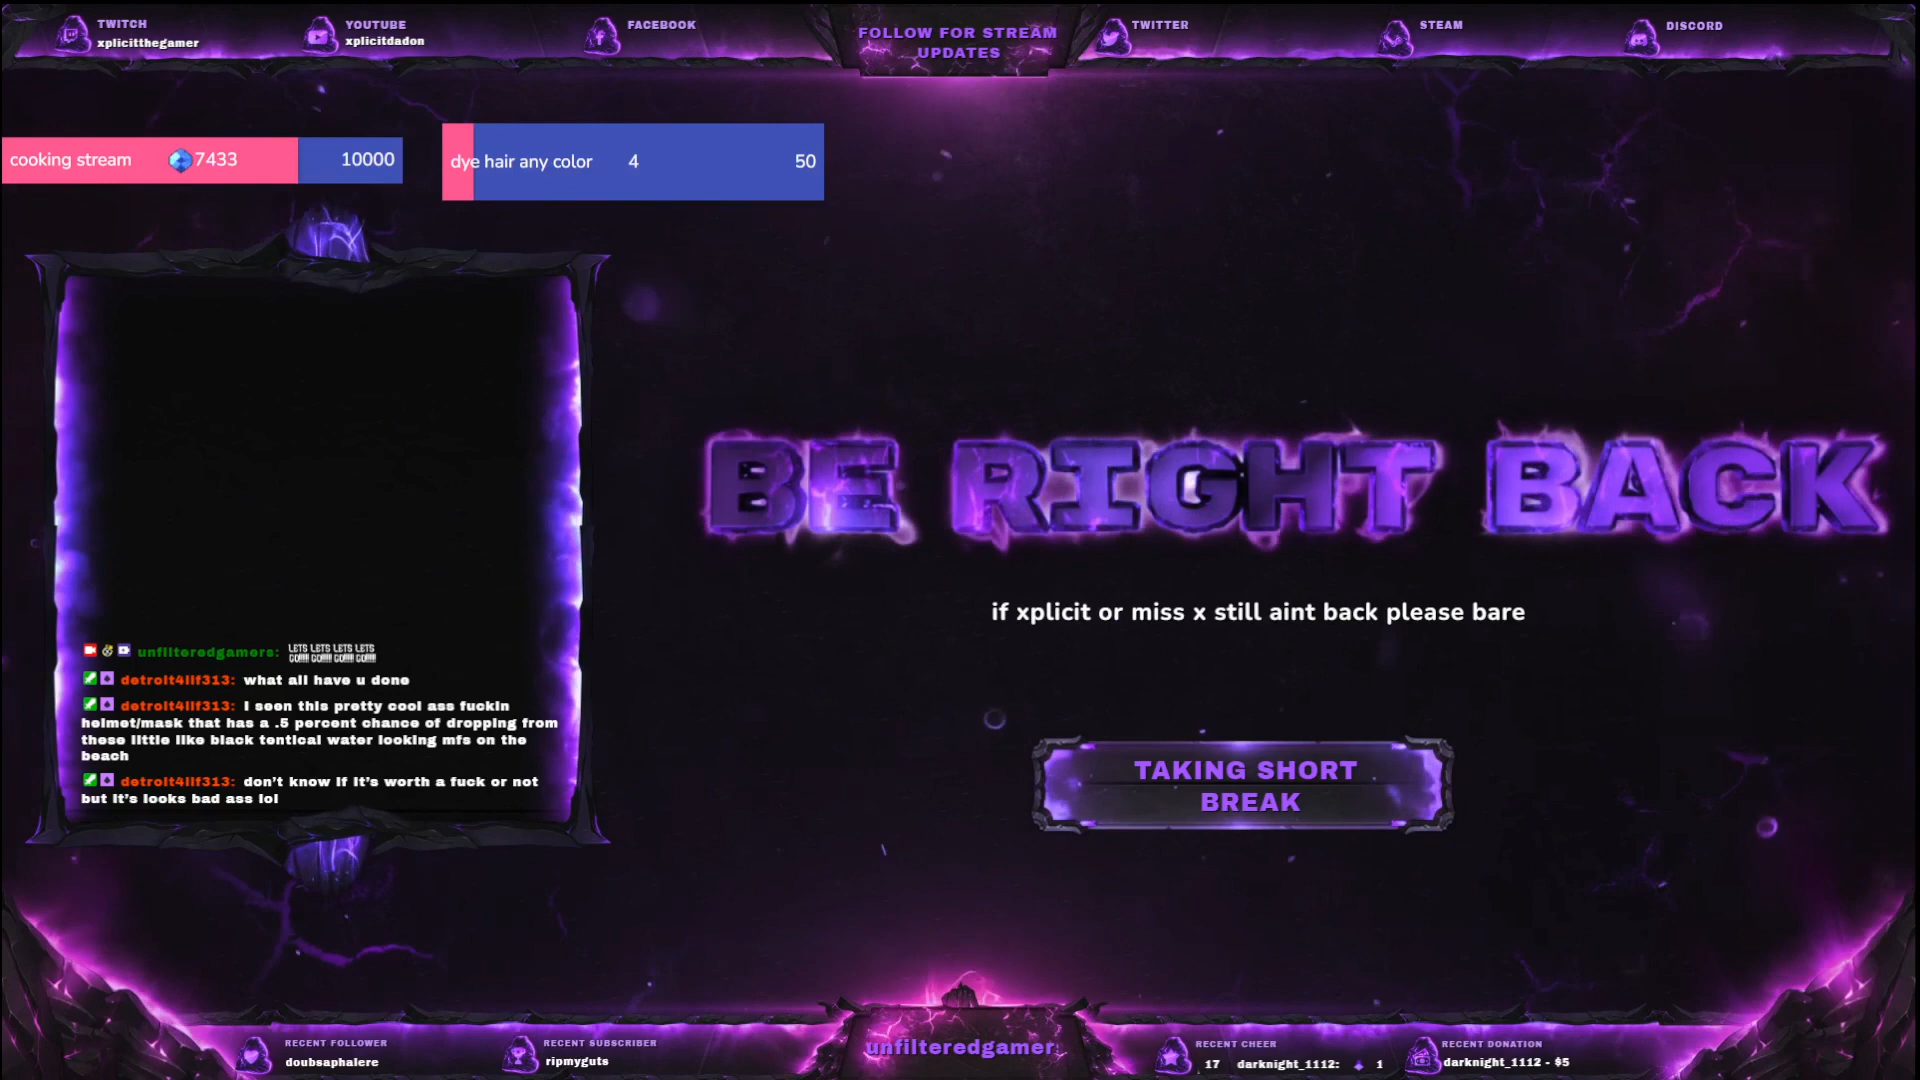 TWITCH
xplicitthegamer
YOUTUBE
xplicitdadon
FACEBOOK
FOLLOW FOR STREAM
UPDATES
TWITTER
STEAM
DISCORD
cooking stream 7433 10000
dye hair any color 4 50
BE RIGHT BACK
if xplicit or miss x still aint back please bare
TAKING SHORT
BREAK
unfilteredgamers: LETS LETS LETS LETS
GO!!!! GO!!!! GO!!!! GO!!!!
detroit4lif313: what all have u done
detroit4lif313: I seen this pretty cool ass fuckin
helmet/mask that has a .5 percent chance of dropping from
these little like black tentical water looking mfs on the
beach
detroit4lif313: don't know if it's worth a fuck or not
but it's looks bad ass lol
RECENT FOLLOWER
doubsaphalere
RECENT SUBSCRIBER
ripmyguts
unfilteredgamer
RECENT CHEER
17 darknight_1112: 1
RECENT DONATION
darknight_1112 - $5